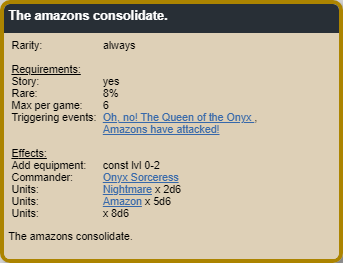 The amazons consolidate.
Rarity: always
Requirements:
Story: yes
Rare: 8%
Max per game: 6
Triggering events: Oh, no! The Queen of the Onyx ,
Amazons have attacked!
Effects:
Add equipment: const lvl 0-2
Commander: Onyx Sorceress
Units: Nightmare x 2d6
Units: Amazon x 5d6
Units: x 8d6
The amazons consolidate.